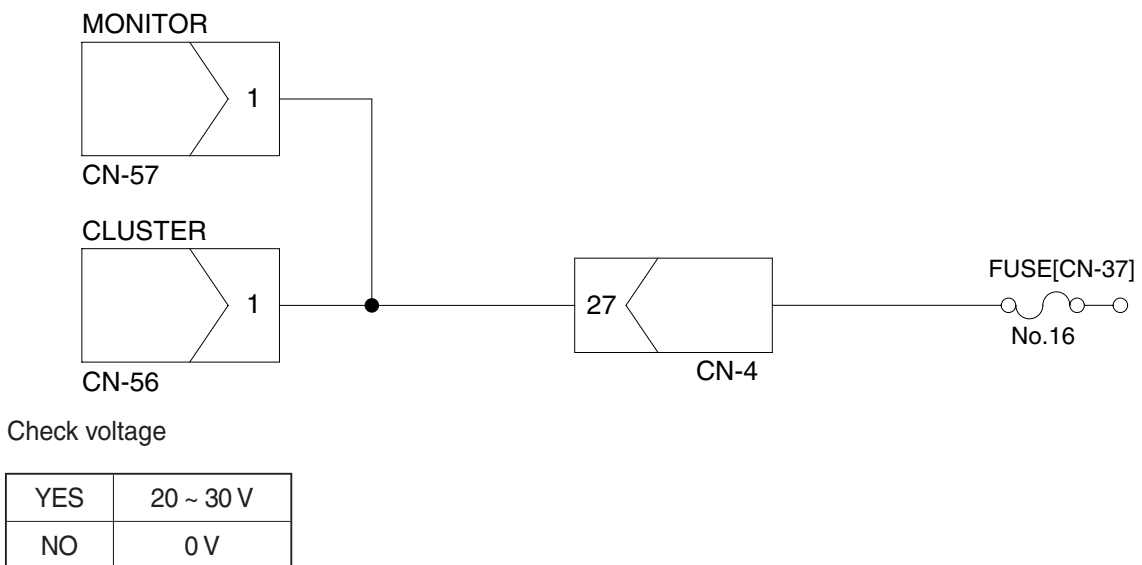 MONITOR
1
CN-57
CLUSTER
1
CN-56
27
CN-4
FUSE[CN-37]
No.16
Check voltage
YES 20 ~ 30 V
NO 0 V